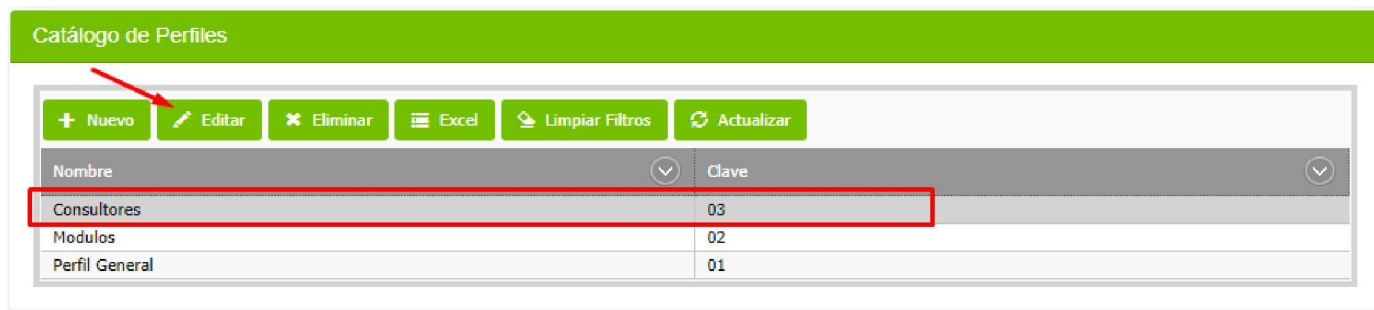 Catálogo de Perfiles
Nuevo Editar Eliminar Excel Limpiar Filtros Actualizar
Nombre Clave
Consultores 03
Modulos 02
Perfil General 01